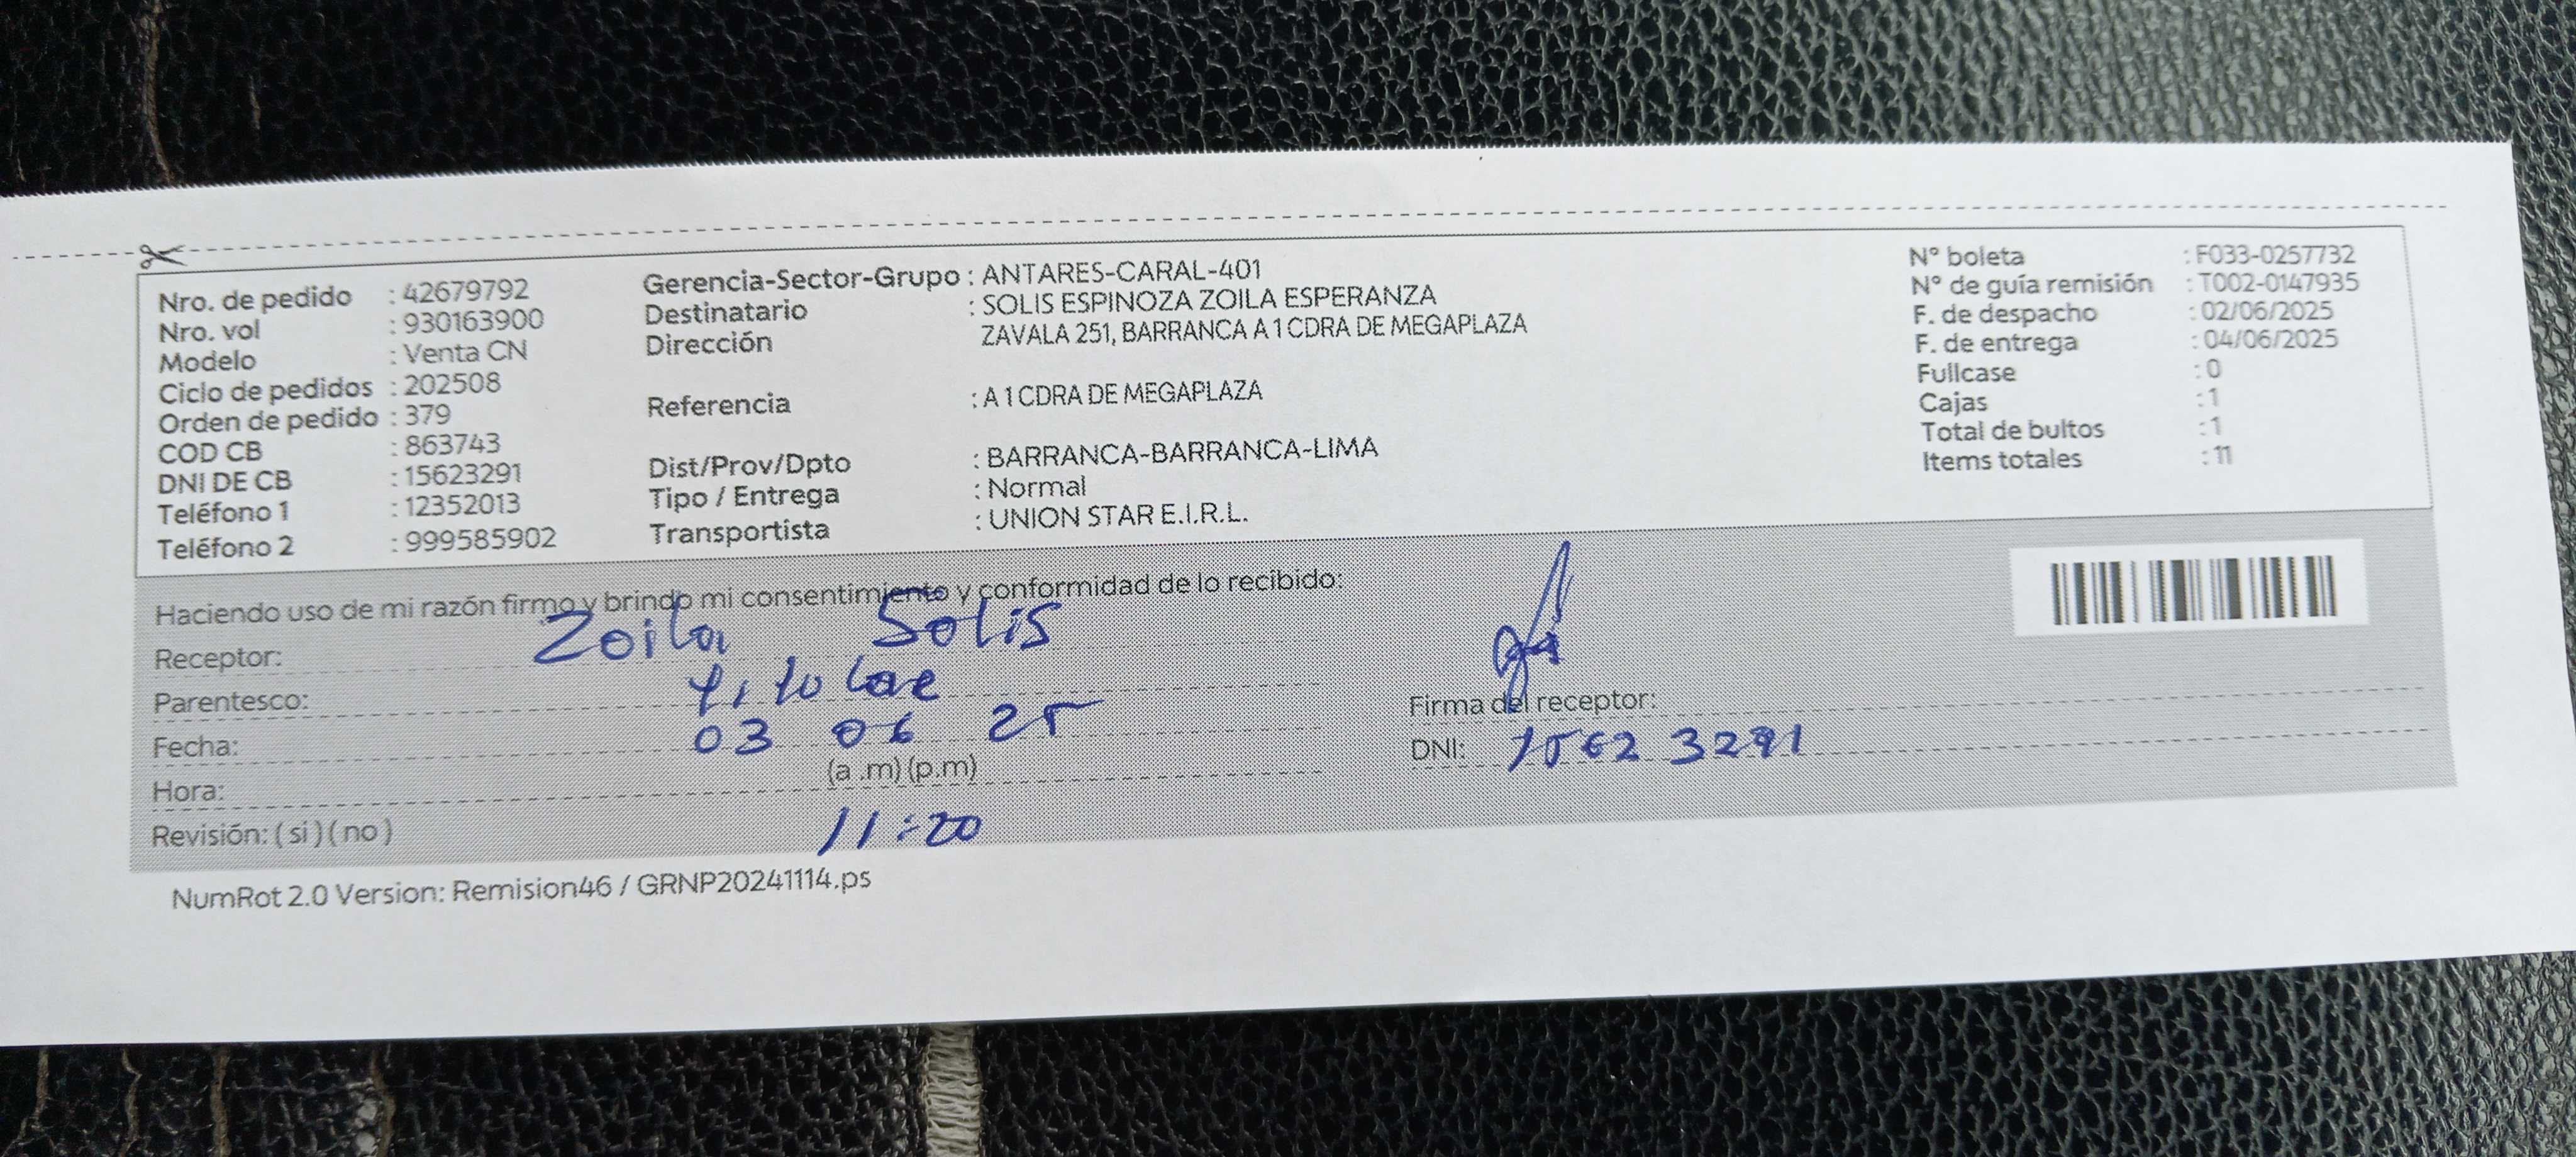 Nro. de pedido : 42679792
Nro. vol : 930163900
Modelo : Venta CN
Ciclo de pedidos : 202508
Orden de pedido : 379
COD CB : 863743
DNI DE CB : 15623291
Teléfono 1 : 12352013
Teléfono 2 : 999585902
Gerencia-Sector-Grupo : ANTARES-CARAL-401
Destinatario : SOLIS ESPINOZA ZOILA ESPERANZA
Dirección ZAVALA 251, BARRANCA A 1 CDRA DE MEGAPLAZA
Referencia : A 1 CDRA DE MEGAPLAZA
Dist/Prov/Dpto : BARRANCA-BARRANCA-LIMA
Tipo / Entrega : Normal
Transportista : UNION STAR E.I.R.L.
N° boleta : F033-0257732
N° de guía remisión : T002-0147935
F. de despacho : 02/06/2025
F. de entrega : 04/06/2025
Fullcase : 0
Cajas : 1
Total de bultos : 1
Items totales : 11
Haciendo uso de mi razón firmo y brindo mi consentimiento y conformidad de lo recibido:
Receptor: Zoila Solis
Parentesco: Titolar
Fecha: 03 06 25
Hora: (a .m) (p.m)
Revisión: ( si ) ( no ) 11:20
Firma del receptor:
DNI: 15623291
NumRot 2.0 Version: Remision46 / GRNP20241114.ps